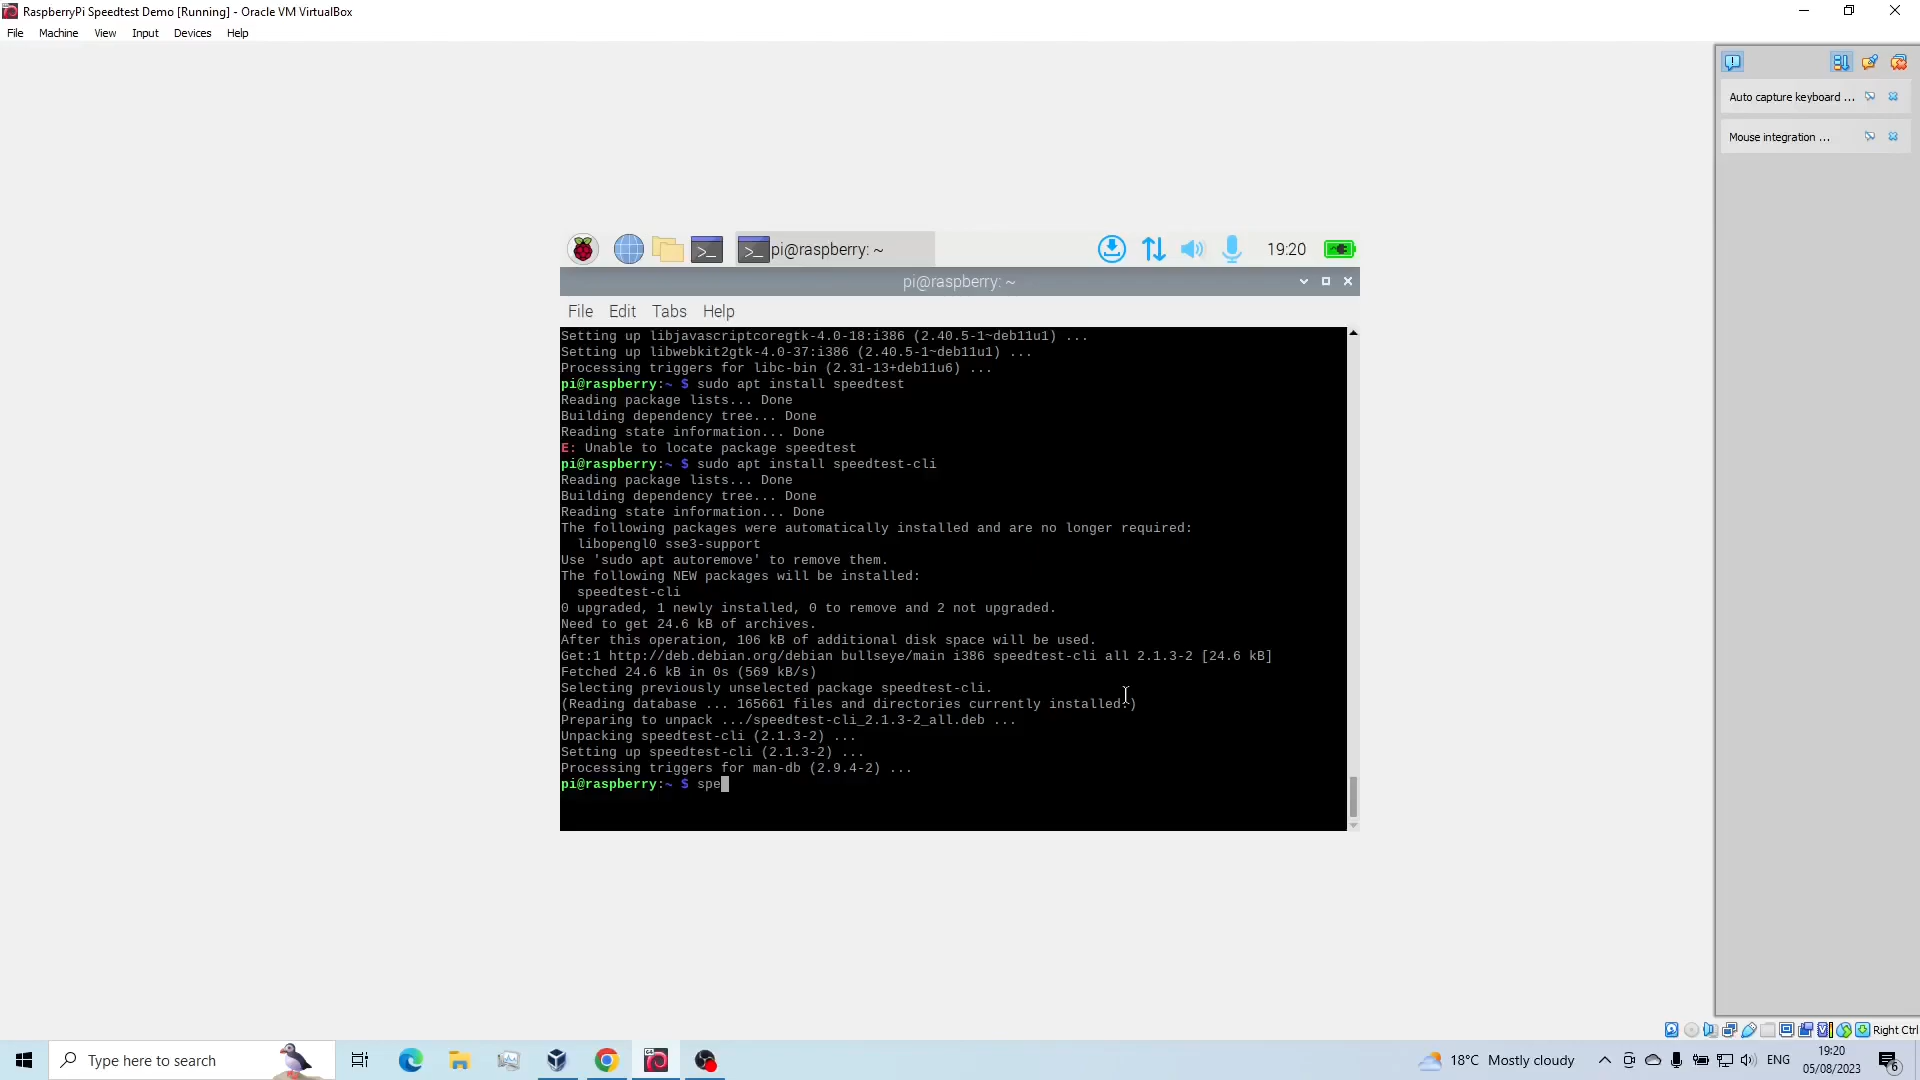 RaspberryPi Speedtest Demo [Running] - Oracle VM VirtualBox
File Machine View Input Devices Help
Auto capture keyboard ...
Mouse integration ...
pi@raspberry: ~
19:20
pi@raspberry: ~
File Edit Tabs Help
Setting up libjavascriptcoregtk-4.0-18:i386 (2.40.5-1~deb11u1) ...
Setting up libwebkit2gtk-4.0-37:i386 (2.40.5-1~deb11u1) ...
Processing triggers for libc-bin (2.31-13+deb11u6) ...
pi@raspberry:~ $ sudo apt install speedtest
Reading package lists... Done
Building dependency tree... Done
Reading state information... Done
E: Unable to locate package speedtest
pi@raspberry:~ $ sudo apt install speedtest-cli
Reading package lists... Done
Building dependency tree... Done
Reading state information... Done
The following packages were automatically installed and are no longer required:
libopengl0 sse3-support
Use 'sudo apt autoremove' to remove them.
The following NEW packages will be installed:
speedtest-cli
0 upgraded, 1 newly installed, 0 to remove and 2 not upgraded.
Need to get 24.6 kB of archives.
After this operation, 106 kB of additional disk space will be used.
Get:1 http://deb.debian.org/debian bullseye/main i386 speedtest-cli all 2.1.3-2 [24.6 kB]
Fetched 24.6 kB in 0s (569 kB/s)
Selecting previously unselected package speedtest-cli.
(Reading database ... 165661 files and directories currently installed.)
Preparing to unpack .../speedtest-cli_2.1.3-2_all.deb ...
Unpacking speedtest-cli (2.1.3-2) ...
Setting up speedtest-cli (2.1.3-2) ...
Processing triggers for man-db (2.9.4-2) ...
pi@raspberry:~ $ spe
Right Ctrl
Type here to search
18°C Mostly cloudy
ENG
19:20
05/08/2023
6